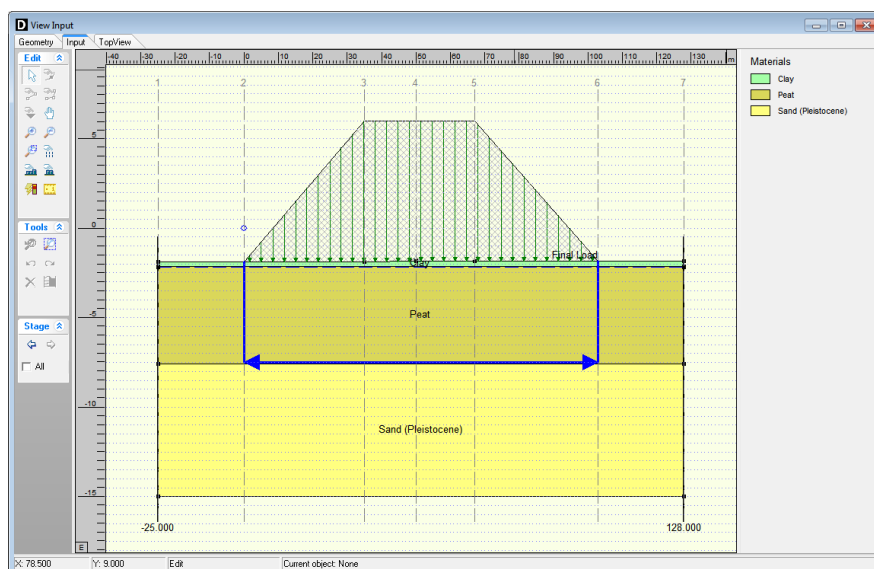 D View Input
Geometry Input TopView
Edit
Tools
Stage
All
-40 -30 -20 -10 0 10 20 30 40 50 60 70 80 90 100 110 120 130 m
1 2 3 4 5 6 7
5
0
-5
-10
-15
E
Final Load
Clay
Peat
Sand (Pleistocene)
-25.000
128.000
Materials
Clay
Peat
Sand (Pleistocene)
X: 78.500 Y: 9.000 Edit Current object: None